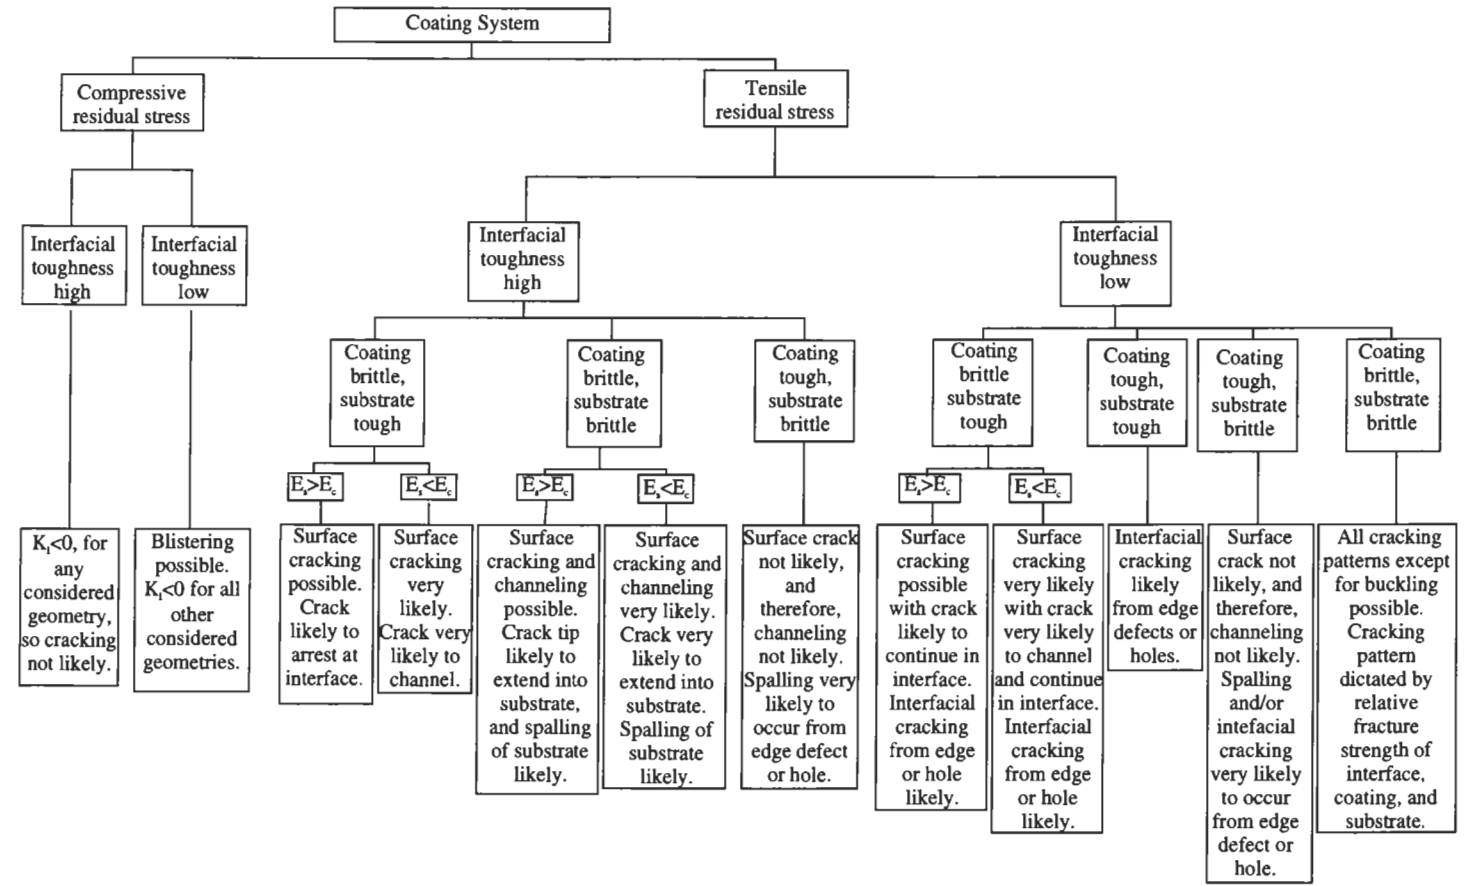 Coating System
Compressive
residual stress
Tensile
residual stress
Interfacial
toughness
high
Interfacial
toughness
low
Interfacial
toughness
high
Interfacial
toughness
low
Coating
brittle,
substrate
tough
Coating
brittle,
substrate
brittle
Coating
tough,
substrate
brittle
Coating
brittle
substrate
tough
Coating
tough,
substrate
tough
Coating
tough,
substrate
brittle
Coating
brittle,
substrate
brittle
Es>Ec
Es<Ec
Es>Ec
Es<Ec
Es>Ec
Es<Ec
KI<0, for
any
considered
geometry,
so cracking
not likely.
Blistering
possible.
KI<0 for all
other
considered
geometries.
Surface
cracking
possible.
Crack
likely to
arrest at
interface.
Surface
cracking
very
likely.
Crack very
likely to
channel.
Surface
cracking and
channeling
possible.
Crack tip
likely to
extend into
substrate,
and spalling
of substrate
likely.
Surface
cracking and
channeling
very likely.
Crack very
likely to
extend into
substrate.
Spalling of
substrate
likely.
Surface crack
not likely,
and
therefore,
channeling
not likely.
Spalling very
likely to
occur from
edge defect
or hole.
Surface
cracking
possible
with crack
likely to
continue in
interface.
Interfacial
cracking
from edge
or hole
likely.
Surface
cracking
very likely
with crack
very likely
to channel
and continue
in interface.
Interfacial
cracking
from edge
or hole
likely.
Interfacial
cracking
likely
from edge
defects or
holes.
Surface
crack not
likely, and
therefore,
channeling
not likely.
Spalling
and/or
intefacial
cracking
very likely
to occur
from edge
defect or
hole.
All cracking
patterns except
for buckling
possible.
Cracking
pattern
dictated by
relative
fracture
strength of
interface,
coating, and
substrate.